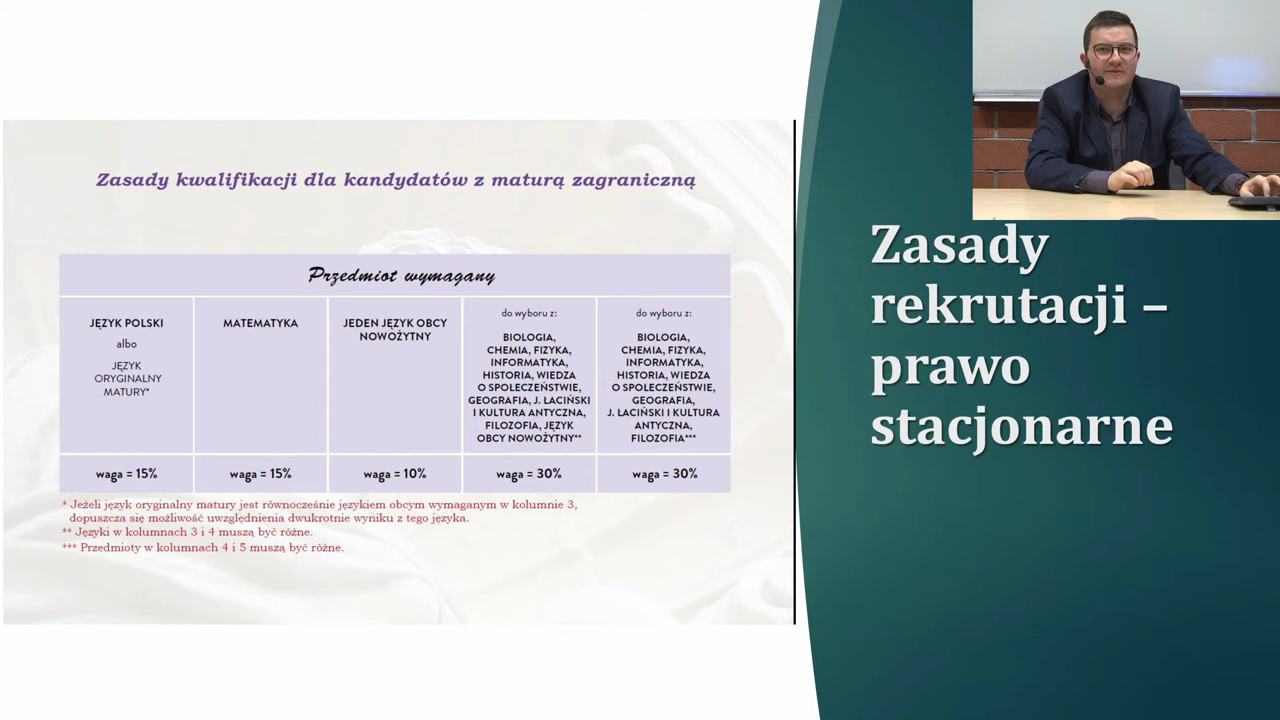 Zasady kwalifikacji dla kandydatów z maturą zagraniczną
Przedmiot wymagany
JĘZYK POLSKI
albo
JĘZYK
ORYGINALNY
MATURY*
MATEMATYKA
JEDEN JĘZYK OBCY
NOWOŻYTNY
do wyboru z:
BIOLOGIA,
CHEMIA, FIZYKA,
INFORMATYKA,
HISTORIA, WIEDZA
O SPOŁECZEŃSTWIE,
GEOGRAFIA, J. ŁACIŃSKI
I KULTURA ANTYCZNA,
FILOZOFIA, JĘZYK
OBCY NOWOŻYTNY**
do wyboru z:
BIOLOGIA,
CHEMIA, FIZYKA,
INFORMATYKA,
HISTORIA, WIEDZA
O SPOŁECZEŃSTWIE,
GEOGRAFIA,
J. ŁACIŃSKI I KULTURA
ANTYCZNA,
FILOZOFIA***
waga = 15%
waga = 15%
waga = 10%
waga = 30%
waga = 30%
* Jeżeli język oryginalny matury jest równocześnie językiem obcym wymaganym w kolumnie 3,
dopuszcza się możliwość uwzględnienia dwukrotnie wyniku z tego języka.
** Języki w kolumnach 3 i 4 muszą być różne.
*** Przedmioty w kolumnach 4 i 5 muszą być różne.
Zasady
rekrutacji –
prawo
stacjonarne